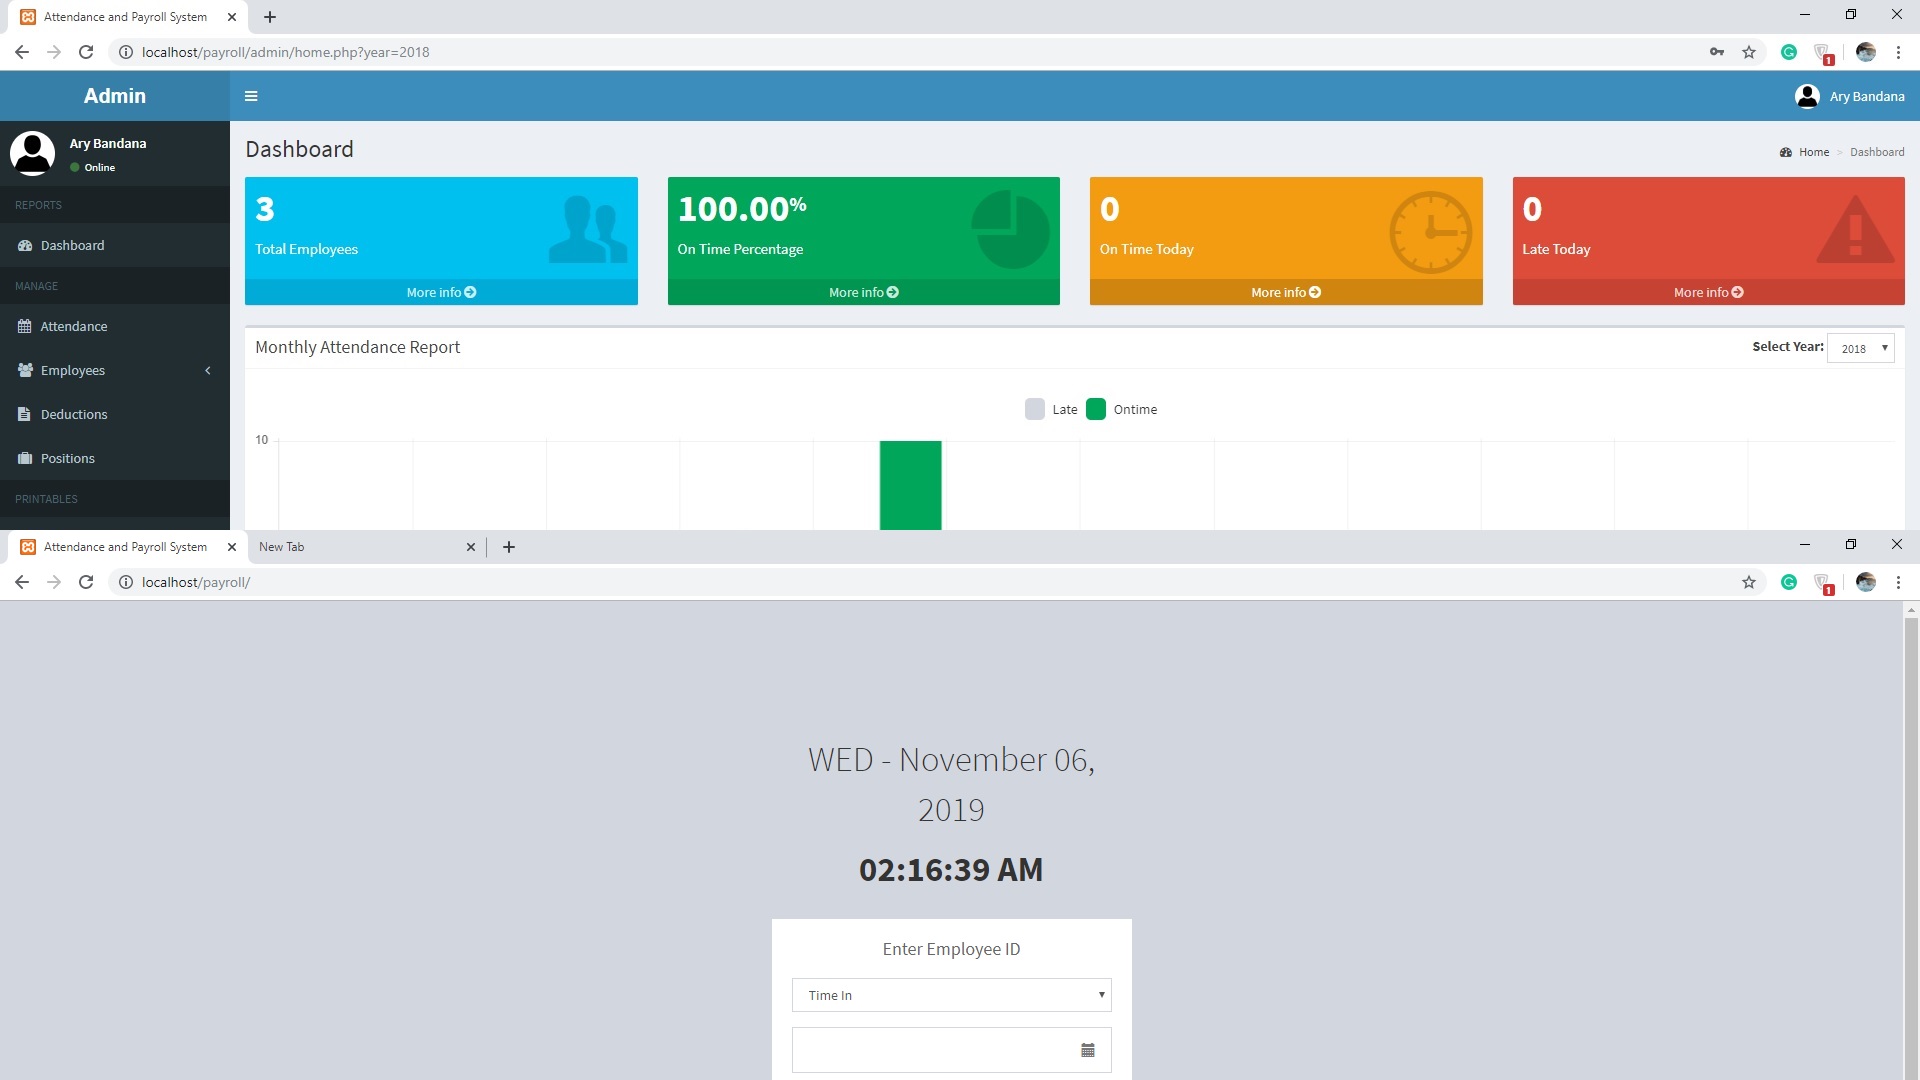 Attendance and Payroll System
localhost/payroll/admin/home.php?year=2018
1
Admin
Ary Bandana
Ary Bandana
Online
Dashboard
Home > Dashboard
REPORTS
Dashboard
MANAGE
Attendance
Employees
Deductions
Positions
PRINTABLES
3
Total Employees
More info
100.00%
On Time Percentage
More info
0
On Time Today
More info
0
Late Today
More info
Monthly Attendance Report
Select Year: 2018
Late Ontime
10
Attendance and Payroll System
New Tab
localhost/payroll/
1
WED - November 06,
2019
02:16:39 AM
Enter Employee ID
Time In